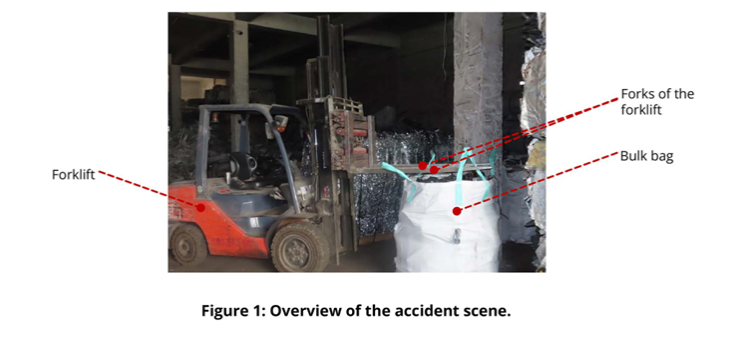 Forks of the
forklift
Bulk bag
Forklift
Figure 1: Overview of the accident scene.